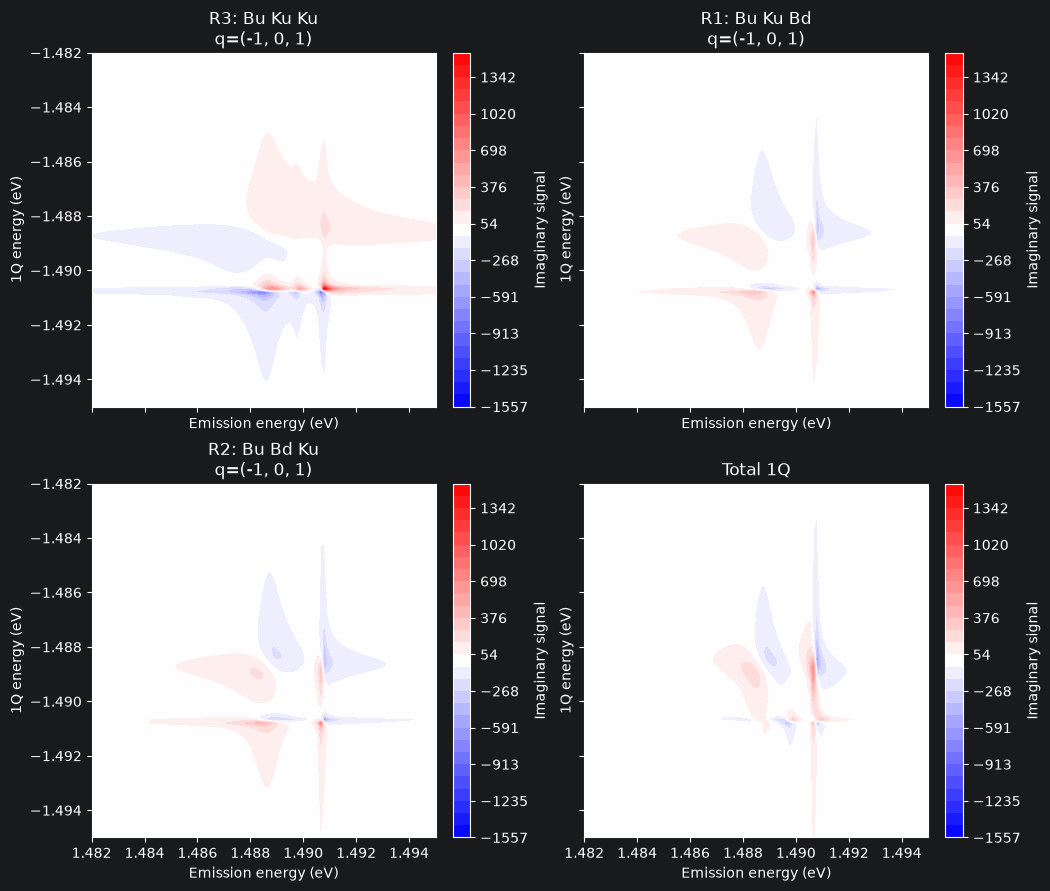 R3: Bu Ku Ku
q=(-1, 0, 1)
−1.482
−1.484
−1.486
−1.488
−1.490
−1.492
−1.494
1Q energy (eV)
Emission energy (eV)
1342
1020
698
376
54
−268
−591
−913
−1235
−1557
Imaginary signal
R1: Bu Ku Bd
q=(-1, 0, 1)
1Q energy (eV)
Emission energy (eV)
1342
1020
698
376
54
−268
−591
−913
−1235
−1557
Imaginary signal
R2: Bu Bd Ku
q=(-1, 0, 1)
−1.482
−1.484
−1.486
−1.488
−1.490
−1.492
−1.494
1Q energy (eV)
1.482 1.484 1.486 1.488 1.490 1.492 1.494
Emission energy (eV)
1342
1020
698
376
54
−268
−591
−913
−1235
−1557
Imaginary signal
Total 1Q
1Q energy (eV)
1.482 1.484 1.486 1.488 1.490 1.492 1.494
Emission energy (eV)
1342
1020
698
376
54
−268
−591
−913
−1235
−1557
Imaginary signal